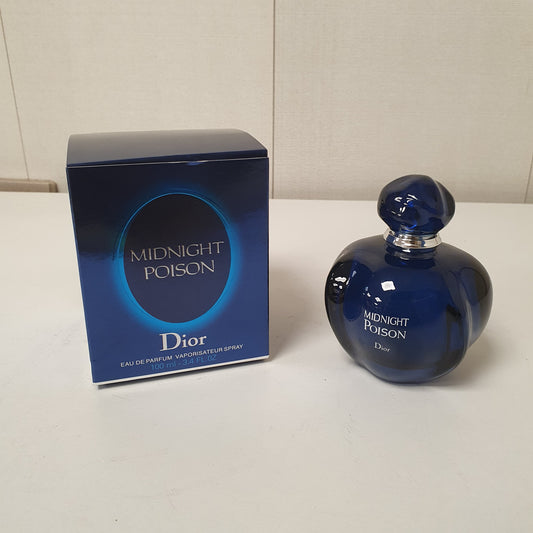 MIDNIGHT
POISON
Dior
EAU DE PARFUM VAPORISATEUR SPRAY
100 ml - 3.4 FL.OZ
MIDNIGHT
POISON
Dior